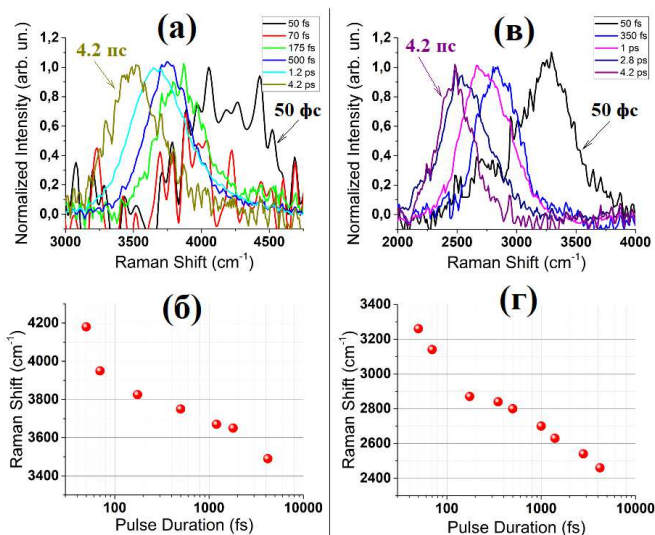 (а)
50 fs
70 fs
175 fs
500 fs
1.2 ps
4.2 ps
4.2 пс
50 фс
Normalized Intensity (arb. un.)
1,2
1,0
0,8
0,6
0,4
0,2
0,0
3000 3500 4000 4500
Raman Shift (cm⁻¹)
(в)
50 fs
350 fs
1 ps
2.8 ps
4.2 ps
4.2 пс
50 фс
Normalized Intensity (arb. un.)
1,2
1,0
0,8
0,6
0,4
0,2
0,0
2000 2500 3000 3500 4000
Raman Shift (cm⁻¹)
(б)
Raman Shift (cm⁻¹)
4200
4000
3800
3600
3400
100 1000 10000
Pulse Duration (fs)
(г)
Raman Shift (cm⁻¹)
3400
3200
3000
2800
2600
2400
100 1000 10000
Pulse Duration (fs)